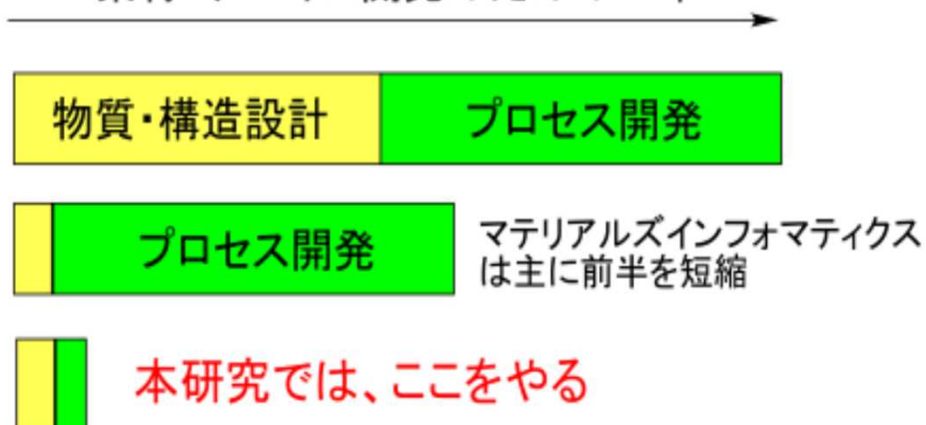 物質・構造設計
プロセス開発
プロセス開発
マテリアルズインフォマティクス
は主に前半を短縮
本研究では、ここをやる